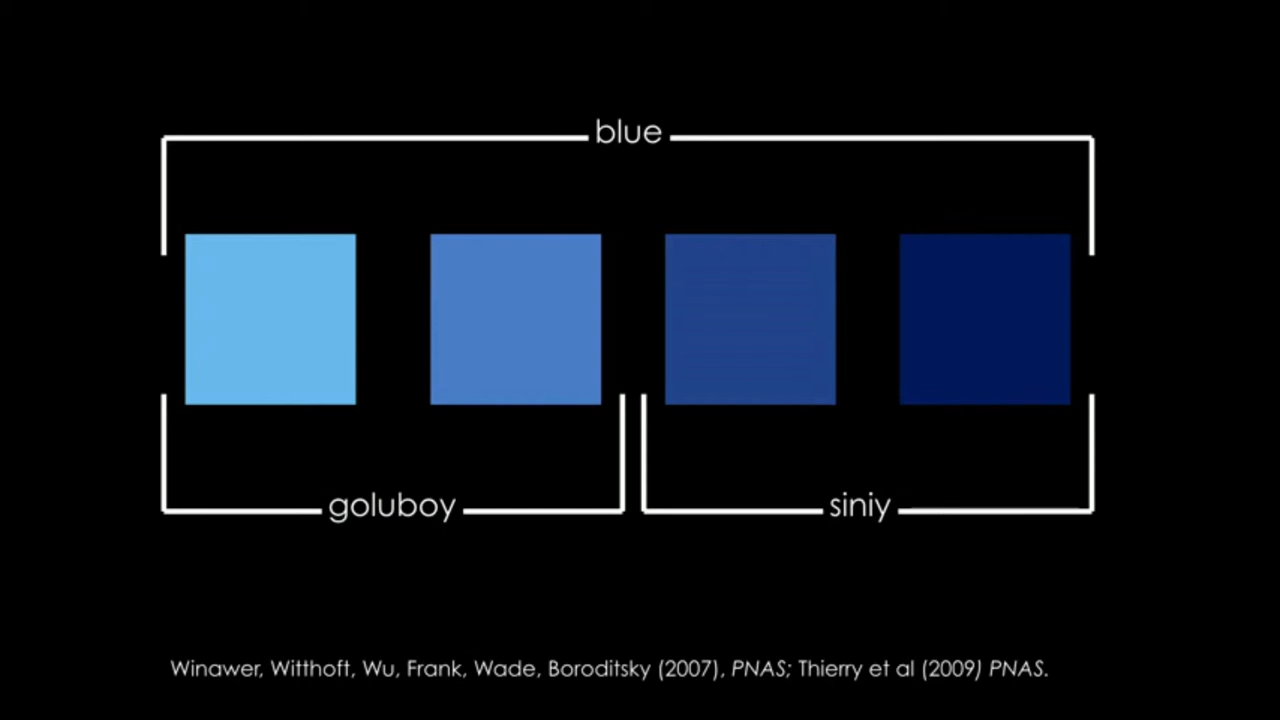 blue
goluboy
siniy
Winawer, Witthoft, Wu, Frank, Wade, Boroditsky (2007), PNAS; Thierry et al (2009) PNAS.